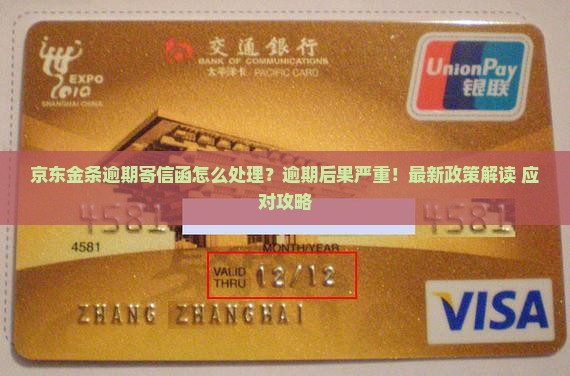 EXPO
2010
SHANGHAI CHINA
交通銀行
BANK OF COMMUNICATIONS
太平洋卡 PACIFIC CARD
UnionPay
银联
京东金条逾期寄信函怎么处理？逾期后果严重！最新政策解读 应
对攻略
4581
4581
MONTH/YEAR
VALID THRU 12/12
ZHANG ZHANGHAI
VISA